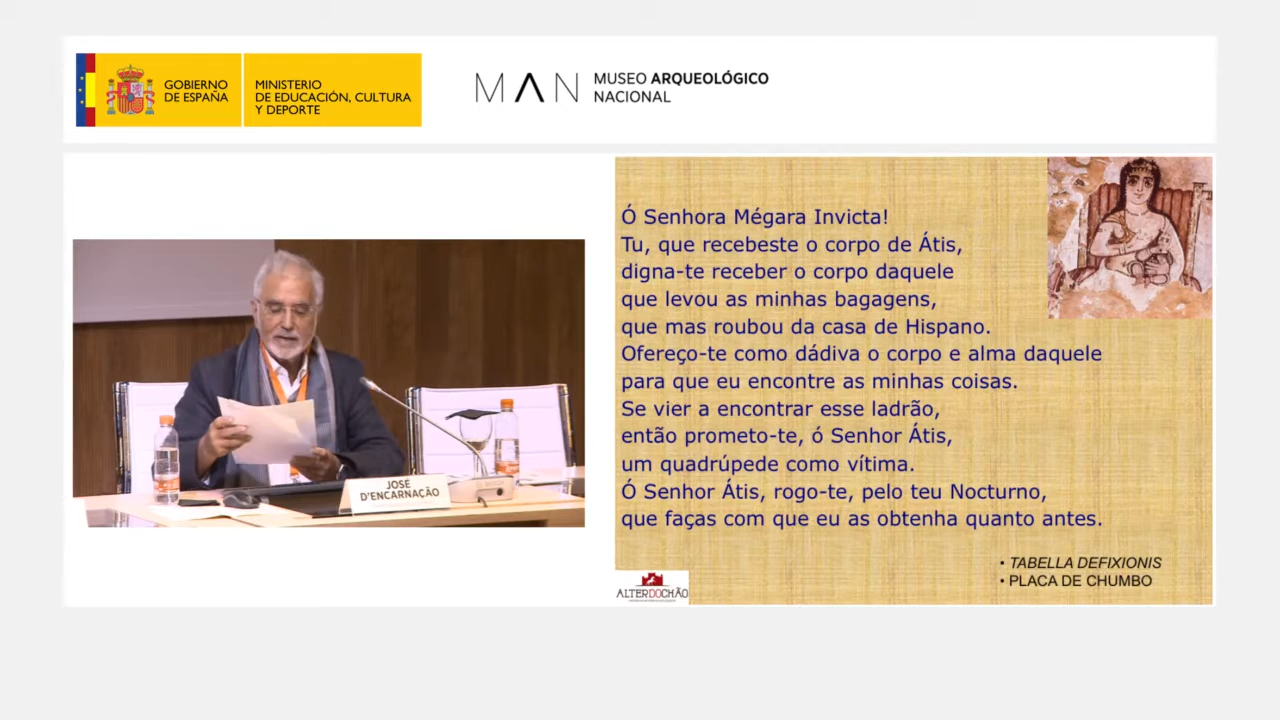 GOBIERNO
DE ESPAÑA
MINISTERIO
DE EDUCACIÓN, CULTURA
Y DEPORTE
MAN
MUSEO ARQUEOLÓGICO
NACIONAL
Ó Senhora Mégara Invicta!
Tu, que recebeste o corpo de Átis,
digna-te receber o corpo daquele
que levou as minhas bagagens,
que mas roubou da casa de Hispano.
Ofereço-te como dádiva o corpo e alma daquele
para que eu encontre as minhas coisas.
Se vier a encontrar esse ladrão,
então prometo-te, ó Senhor Átis,
um quadrúpede como vítima.
Ó Senhor Átis, rogo-te, pelo teu Nocturno,
que faças com que eu as obtenha quanto antes.
• TABELLA DEFIXIONIS
• PLACA DE CHUMBO
ALTERDOCHÃO
JOSÉ
D'ENCARNAÇÃO